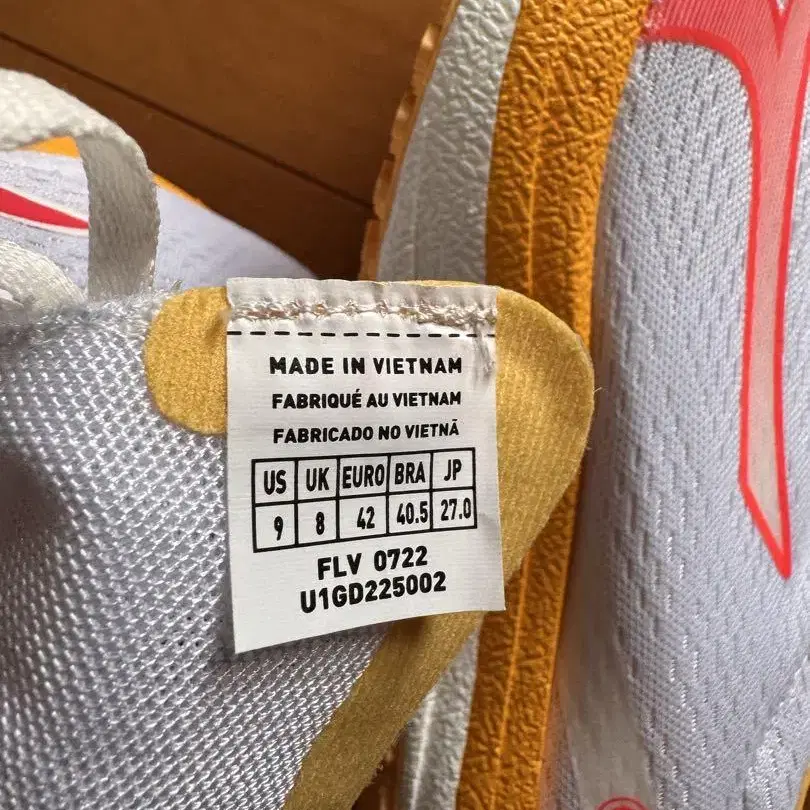 MADE IN VIETNAM
FABRIQUÉ AU VIETNAM
FABRICADO NO VIETNÃ
US UK EURO BRA JP
9 8 42 40.5 27.0
FLV 0722
U1GD225002